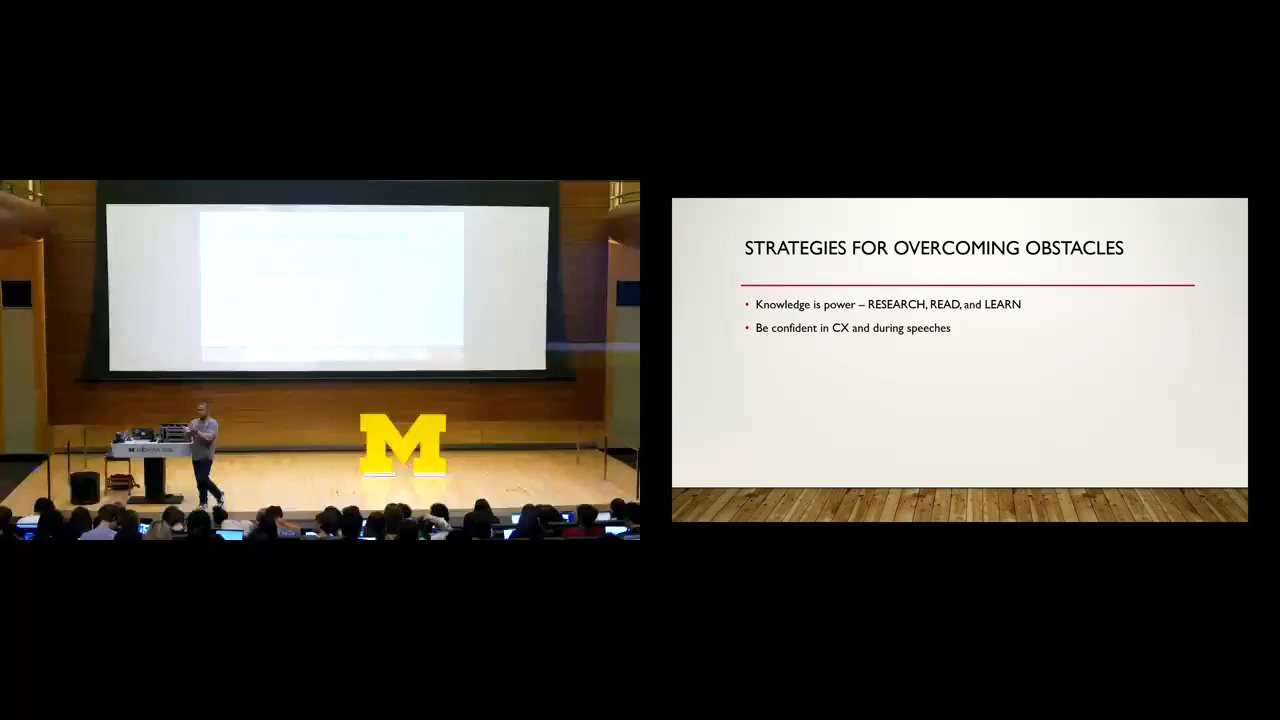 M
STRATEGIES FOR OVERCOMING OBSTACLES
• Knowledge is power – RESEARCH, READ, and LEARN
• Be confident in CX and during speeches